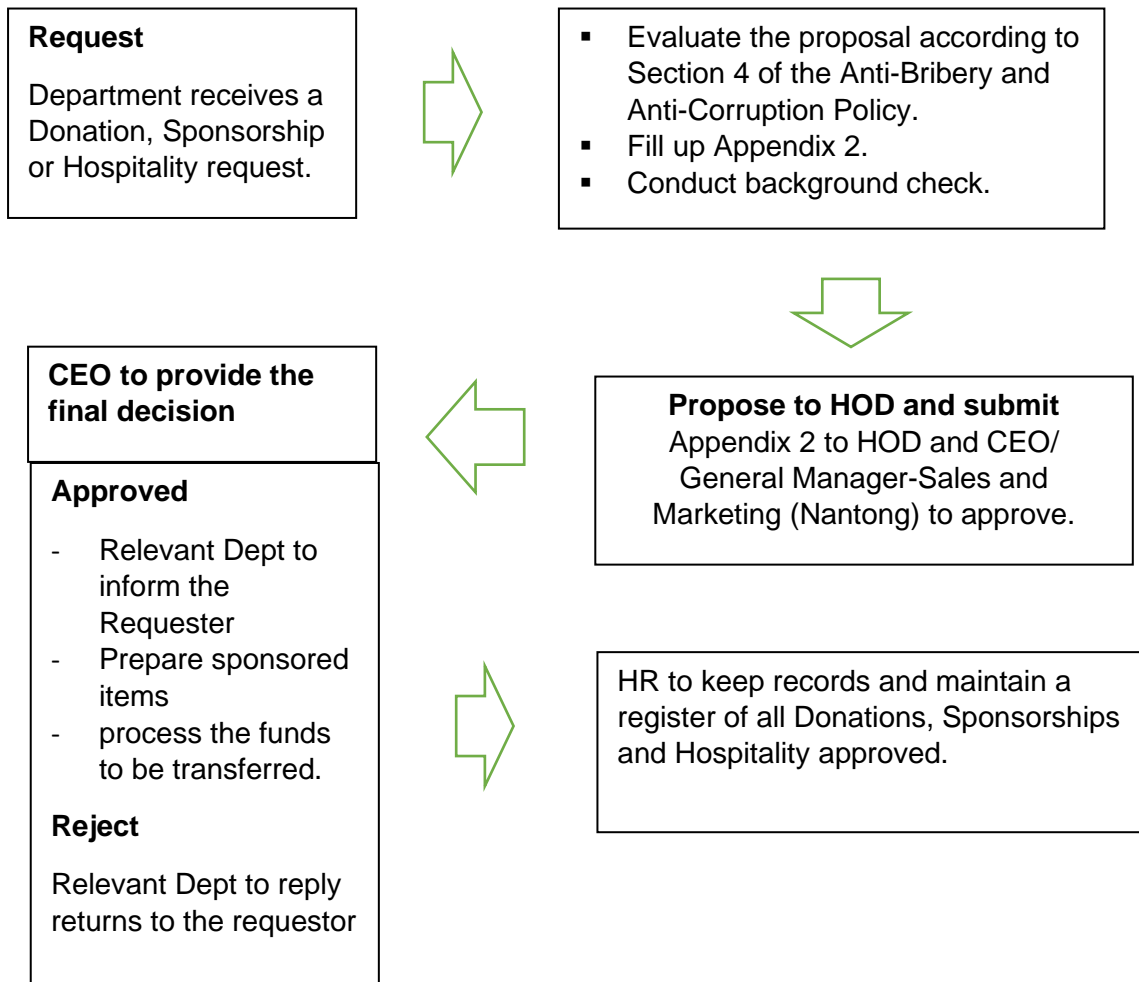 Request
Department receives a
Donation, Sponsorship
or Hospitality request.
▪ Evaluate the proposal according to
Section 4 of the Anti-Bribery and
Anti-Corruption Policy.
▪ Fill up Appendix 2.
▪ Conduct background check.
Propose to HOD and submit
Appendix 2 to HOD and CEO/
General Manager-Sales and
Marketing (Nantong) to approve.
CEO to provide the
final decision
Approved
- Relevant Dept to
inform the
Requester
- Prepare sponsored
items
- process the funds
to be transferred.
Reject
Relevant Dept to reply
returns to the requestor
HR to keep records and maintain a
register of all Donations, Sponsorships
and Hospitality approved.